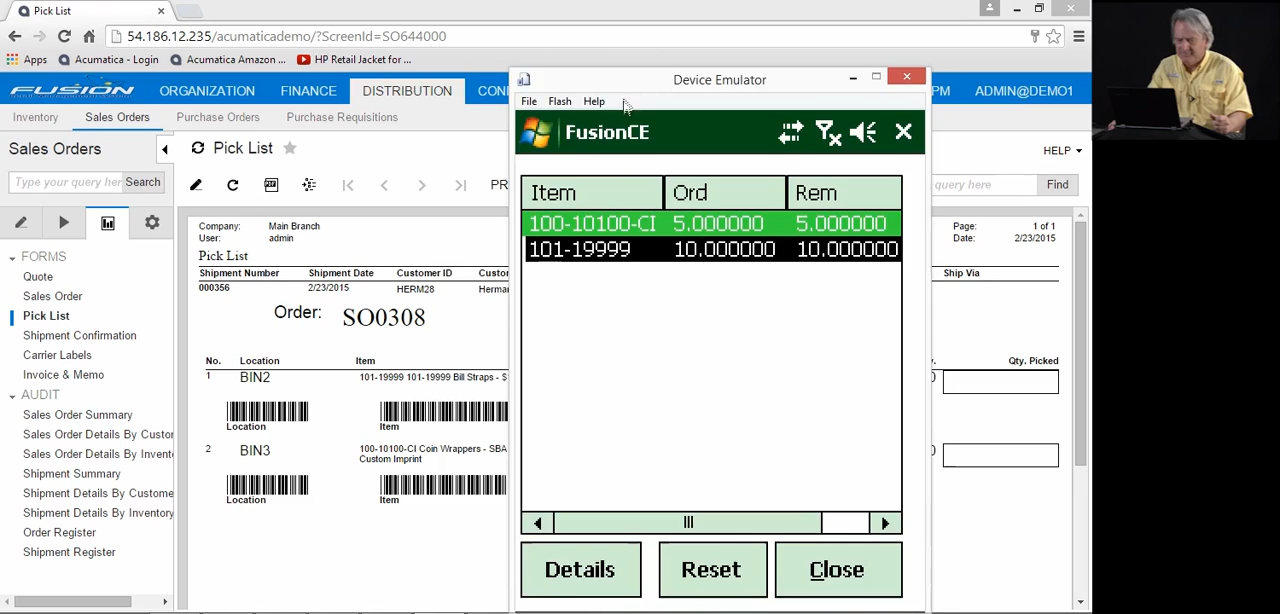 Pick List
54.186.12.235/acumaticademo/?ScreenId=SO644000
Apps
Acumatica - Login
Acumatica Amazon ...
HP Retail Jacket for ...
FUSION
ORGANIZATION
FINANCE
DISTRIBUTION
PM
ADMIN@DEMO1
Inventory
Sales Orders
Purchase Orders
Purchase Requisitions
Sales Orders
Pick List
HELP
Type your query her
Search
query here
Find
FORMS
Quote
Sales Order
Pick List
Shipment Confirmation
Carrier Labels
Invoice & Memo
AUDIT
Sales Order Summary
Sales Order Details By Custo
Sales Order Details By Invent
Shipment Summary
Shipment Details By Custome
Shipment Details By Inventory
Order Register
Shipment Register
Company: Main Branch
User: admin
Page: 1 of 1
Date: 2/23/2015
Pick List
Shipment Number Shipment Date Customer ID Custo
Ship Via
000356 2/23/2015 HERM28 Herma
Order: SO0308
No. Location Item
Qty. Picked
1 BIN2 101-19999 101-19999 Bill Straps - $
Location Item
2 BIN3 100-10100-CI Coin Wrappers - SBA
Custom Imprint
Location Item
Device Emulator
File Flash Help
FusionCE
Item Ord Rem
100-10100-CI 5.000000 5.000000
101-19999 10.000000 10.000000
Details
Reset
Close